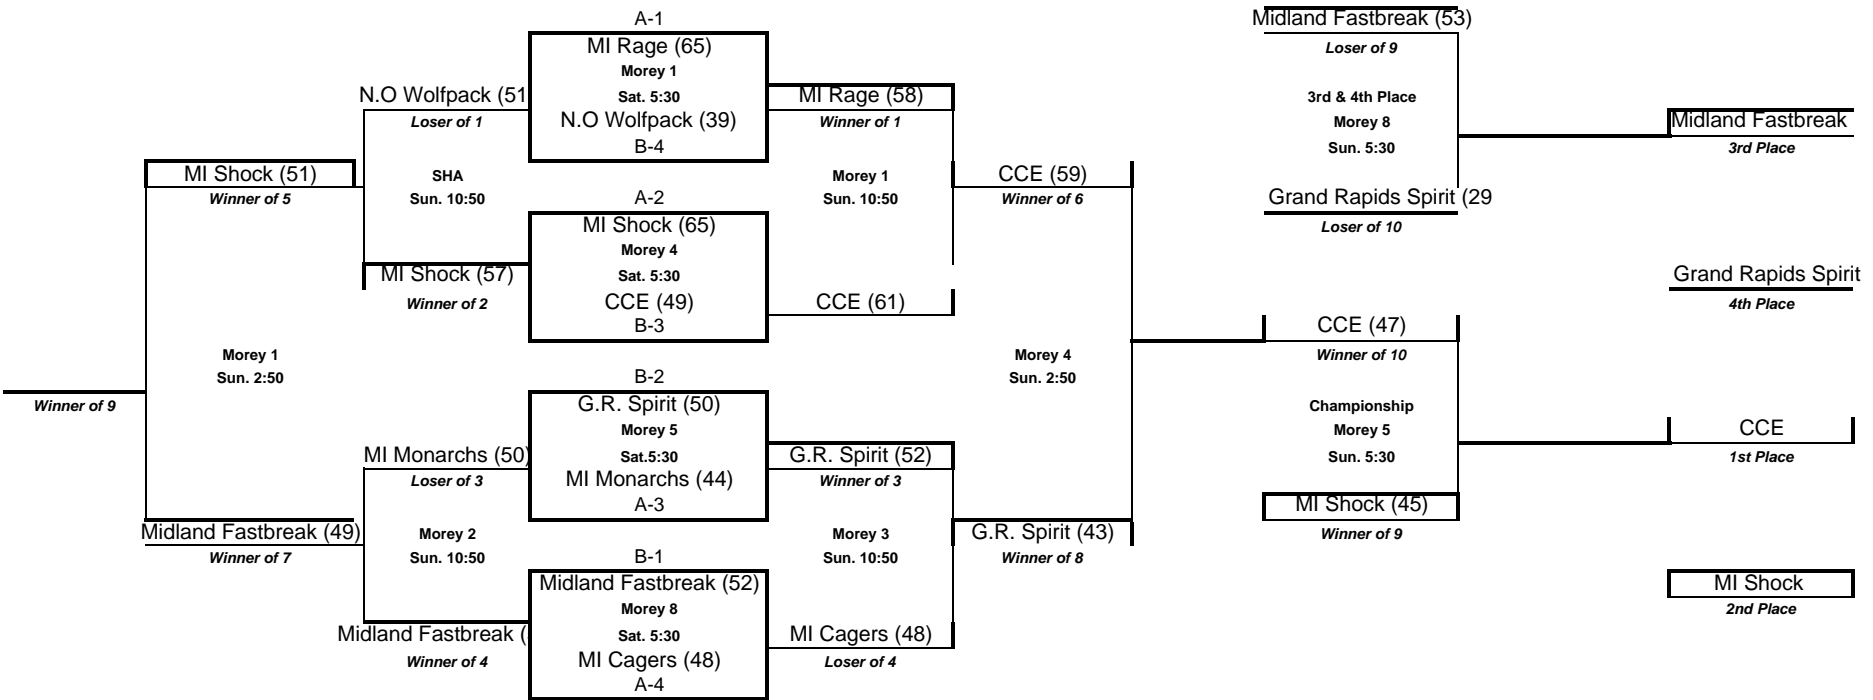 A-1
MI Rage (65)
Morey 1
Sat. 5:30
N.O Wolfpack (39)
B-4
N.O Wolfpack (51
Loser of 1
SHA
Sun. 10:50
MI Shock (57)
Winner of 2
MI Shock (51)
Winner of 5
A-2
MI Shock (65)
Morey 4
Sat. 5:30
CCE (49)
B-3
MI Rage (58)
Winner of 1
Morey 1
Sun. 10:50
CCE (61)
CCE (59)
Winner of 6
Morey 1
Sun. 2:50
Winner of 9
B-2
G.R. Spirit (50)
Morey 5
Sat.5:30
MI Monarchs (44)
A-3
MI Monarchs (50)
Loser of 3
Morey 2
Sun. 10:50
Midland Fastbreak (
Winner of 4
Midland Fastbreak (49)
Winner of 7
B-1
Midland Fastbreak (52)
Morey 8
Sat. 5:30
MI Cagers (48)
A-4
G.R. Spirit (52)
Winner of 3
Morey 3
Sun. 10:50
MI Cagers (48)
Loser of 4
G.R. Spirit (43)
Winner of 8
Morey 4
Sun. 2:50
Midland Fastbreak (53)
Loser of 9
3rd & 4th Place
Morey 8
Sun. 5:30
Grand Rapids Spirit (29
Loser of 10
Midland Fastbreak
3rd Place
Grand Rapids Spirit
4th Place
CCE (47)
Winner of 10
Championship
Morey 5
Sun. 5:30
MI Shock (45)
Winner of 9
CCE
1st Place
MI Shock
2nd Place